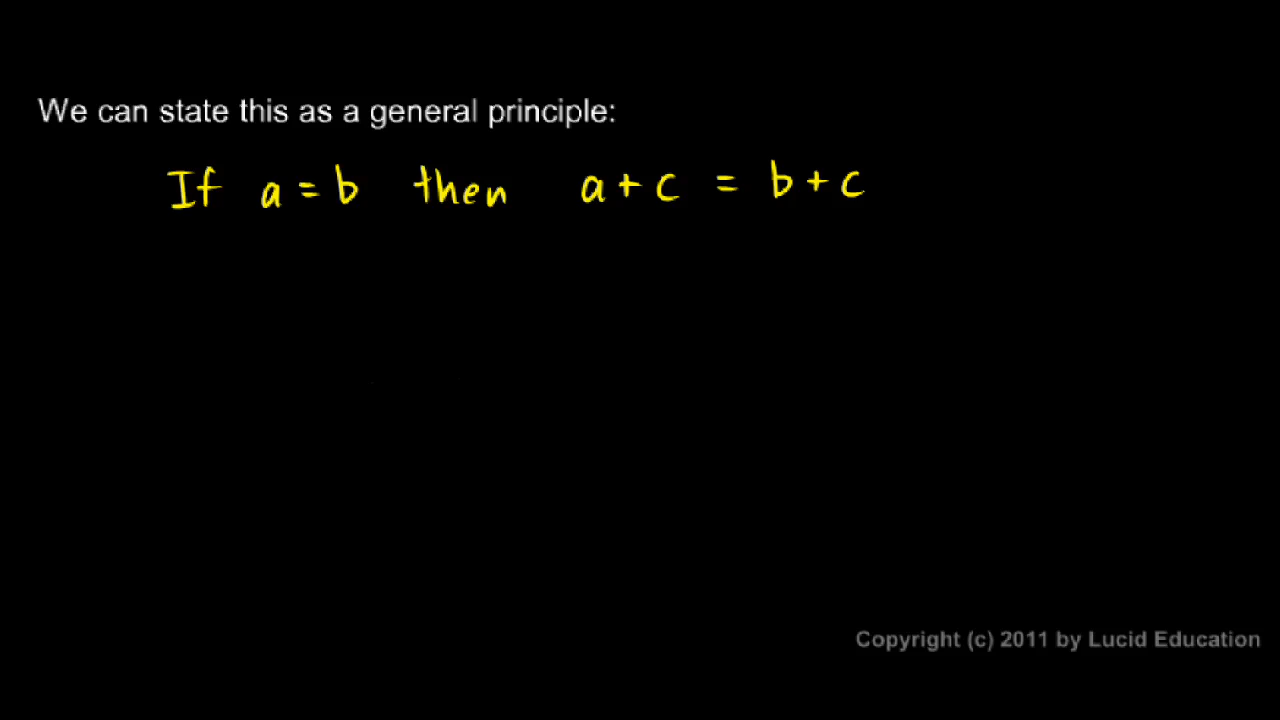 We can state this as a general principle:
If a = b then a + c = b + c
Copyright (c) 2011 by Lucid Education